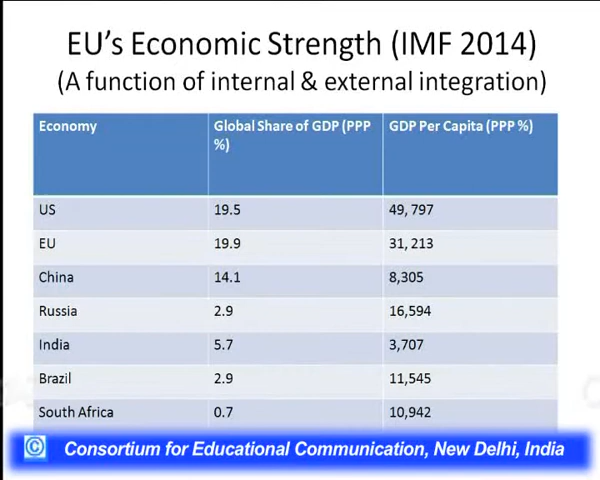 EU's Economic Strength (IMF 2014)
(A function of internal & external integration)
Economy Global Share of GDP (PPP %) GDP Per Capita (PPP %)
US 19.5 49, 797
EU 19.9 31, 213
China 14.1 8,305
Russia 2.9 16,594
India 5.7 3,707
Brazil 2.9 11,545
South Africa 0.7 10,942
© Consortium for Educational Communication, New Delhi, India